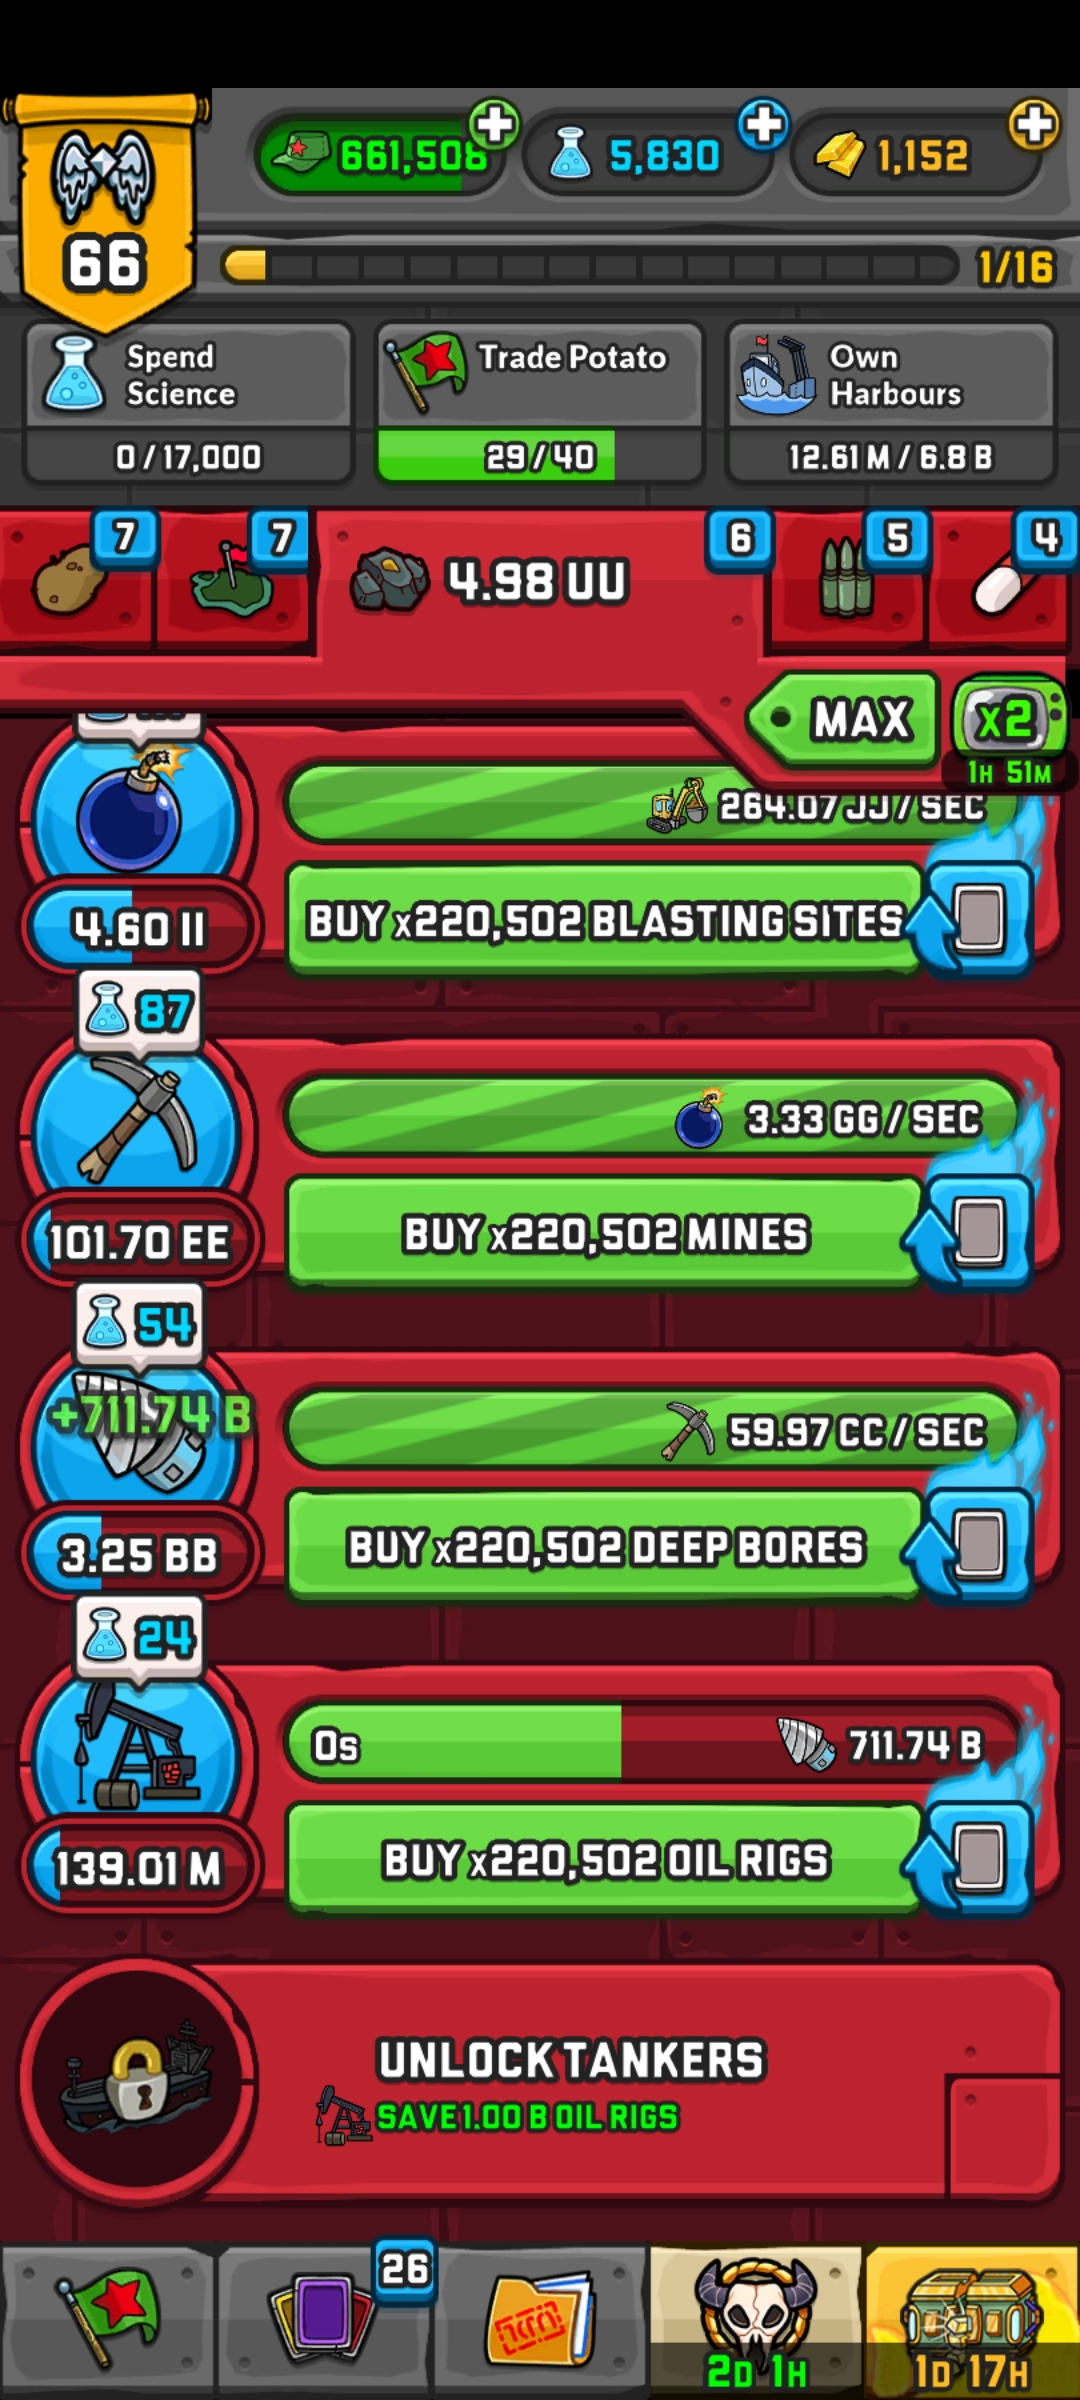 661,508
5,830
1,152
66
1/16
Spend
Science
0/17,000
Trade Potato
29/40
Own
Harbours
12.61 M / 6.8 B
7
7
4.98 UU
6
5
4
MAX
x2
1H 51M
264.07 JJ / SEC
4.60 II
BUY x220,502 BLASTING SITES
87
3.33 GG / SEC
101.70 EE
BUY x220,502 MINES
54
+711.74 B
59.97 CC / SEC
3.25 BB
BUY x220,502 DEEP BORES
24
0s
711.74 B
139.01 M
BUY x220,502 OIL RIGS
UNLOCK TANKERS
SAVE 1.00 B OIL RIGS
26
2D 1H
1D 17H